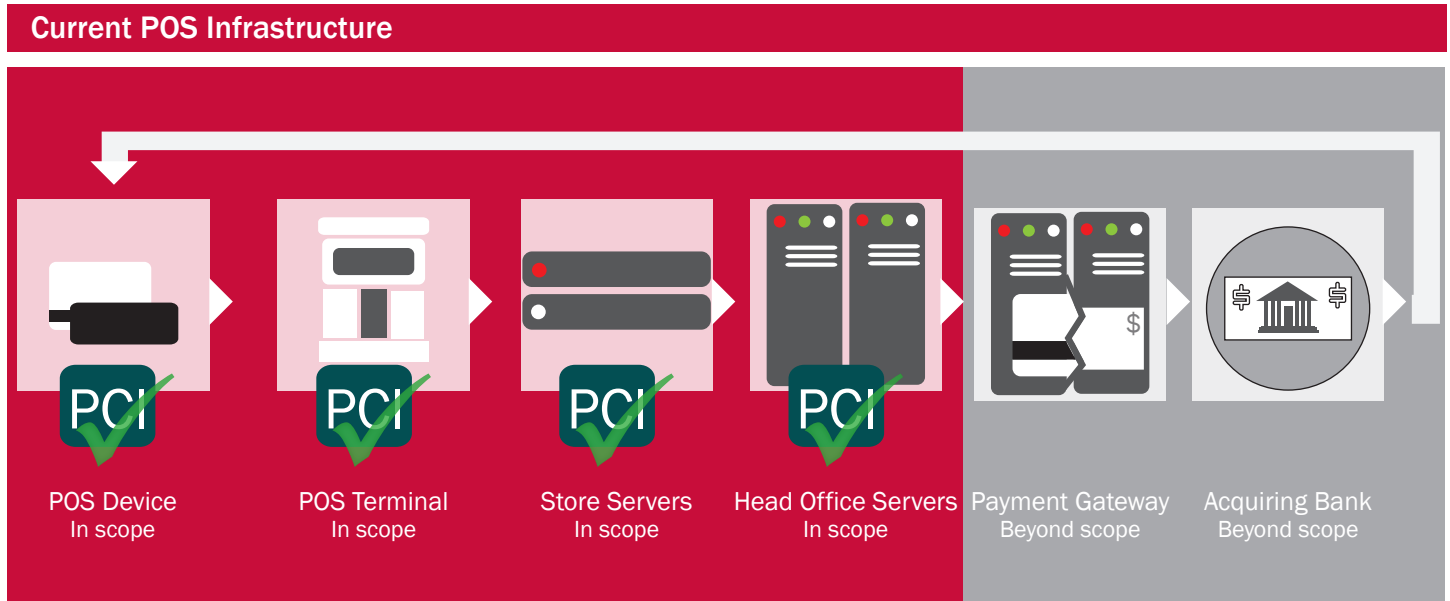 Current POS Infrastructure
$
$ $
PCI PCI PCI PCI
POS Device POS Terminal Store Servers Head Office Servers Payment Gateway Acquiring Bank
In scope In scope In scope In scope Beyond scope Beyond scope